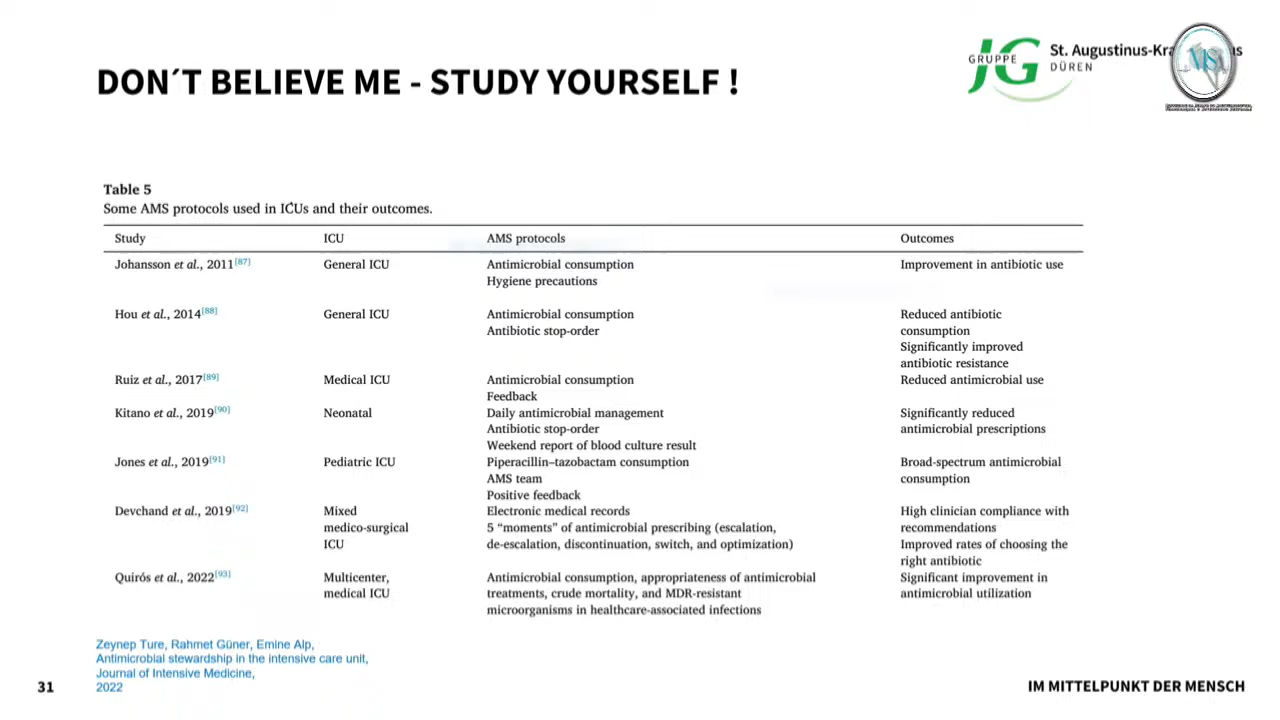 DON´T BELIEVE ME - STUDY YOURSELF !
GRUPPE JG
St. Augustinus-Kra
DÜREN
Table 5
Some AMS protocols used in ICUs and their outcomes.
Study ICU AMS protocols Outcomes
Johansson et al., 2011[87] General ICU Antimicrobial consumption Improvement in antibiotic use
Hygiene precautions
Hou et al., 2014[88] General ICU Antimicrobial consumption Reduced antibiotic
Antibiotic stop-order consumption
Significantly improved
antibiotic resistance
Ruiz et al., 2017[89] Medical ICU Antimicrobial consumption Reduced antimicrobial use
Feedback
Kitano et al., 2019[90] Neonatal Daily antimicrobial management Significantly reduced
Antibiotic stop-order antimicrobial prescriptions
Weekend report of blood culture result
Jones et al., 2019[91] Pediatric ICU Piperacillin–tazobactam consumption Broad-spectrum antimicrobial
AMS team consumption
Positive feedback
Devchand et al., 2019[92] Mixed Electronic medical records High clinician compliance with
medico-surgical 5 “moments” of antimicrobial prescribing (escalation, recommendations
ICU de-escalation, discontinuation, switch, and optimization) Improved rates of choosing the
right antibiotic
Quirós et al., 2022[93] Multicenter, Antimicrobial consumption, appropriateness of antimicrobial Significant improvement in
medical ICU treatments, crude mortality, and MDR-resistant antimicrobial utilization
microorganisms in healthcare-associated infections
Zeynep Ture, Rahmet Güner, Emine Alp,
Antimicrobial stewardship in the intensive care unit,
Journal of Intensive Medicine,
2022
31
IM MITTELPUNKT DER MENSCH